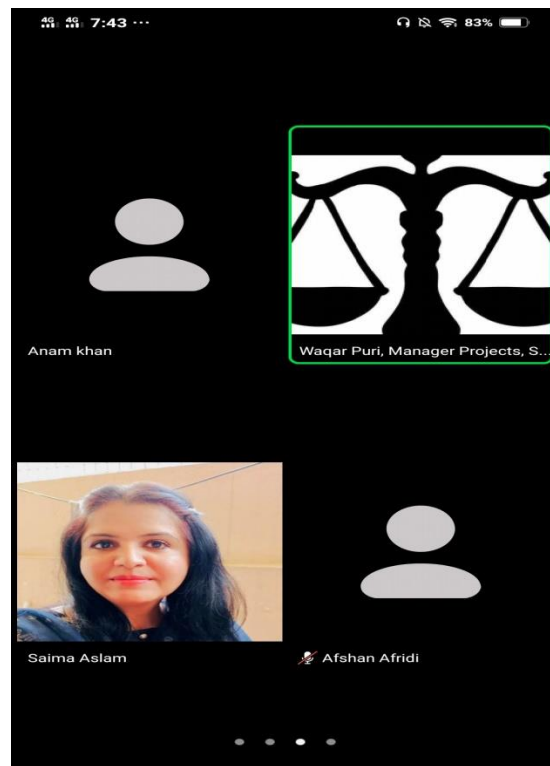 4G 4G 7:43 ··· 83%
Anam khan
Waqar Puri, Manager Projects, S...
Saima Aslam
Afshan Afridi